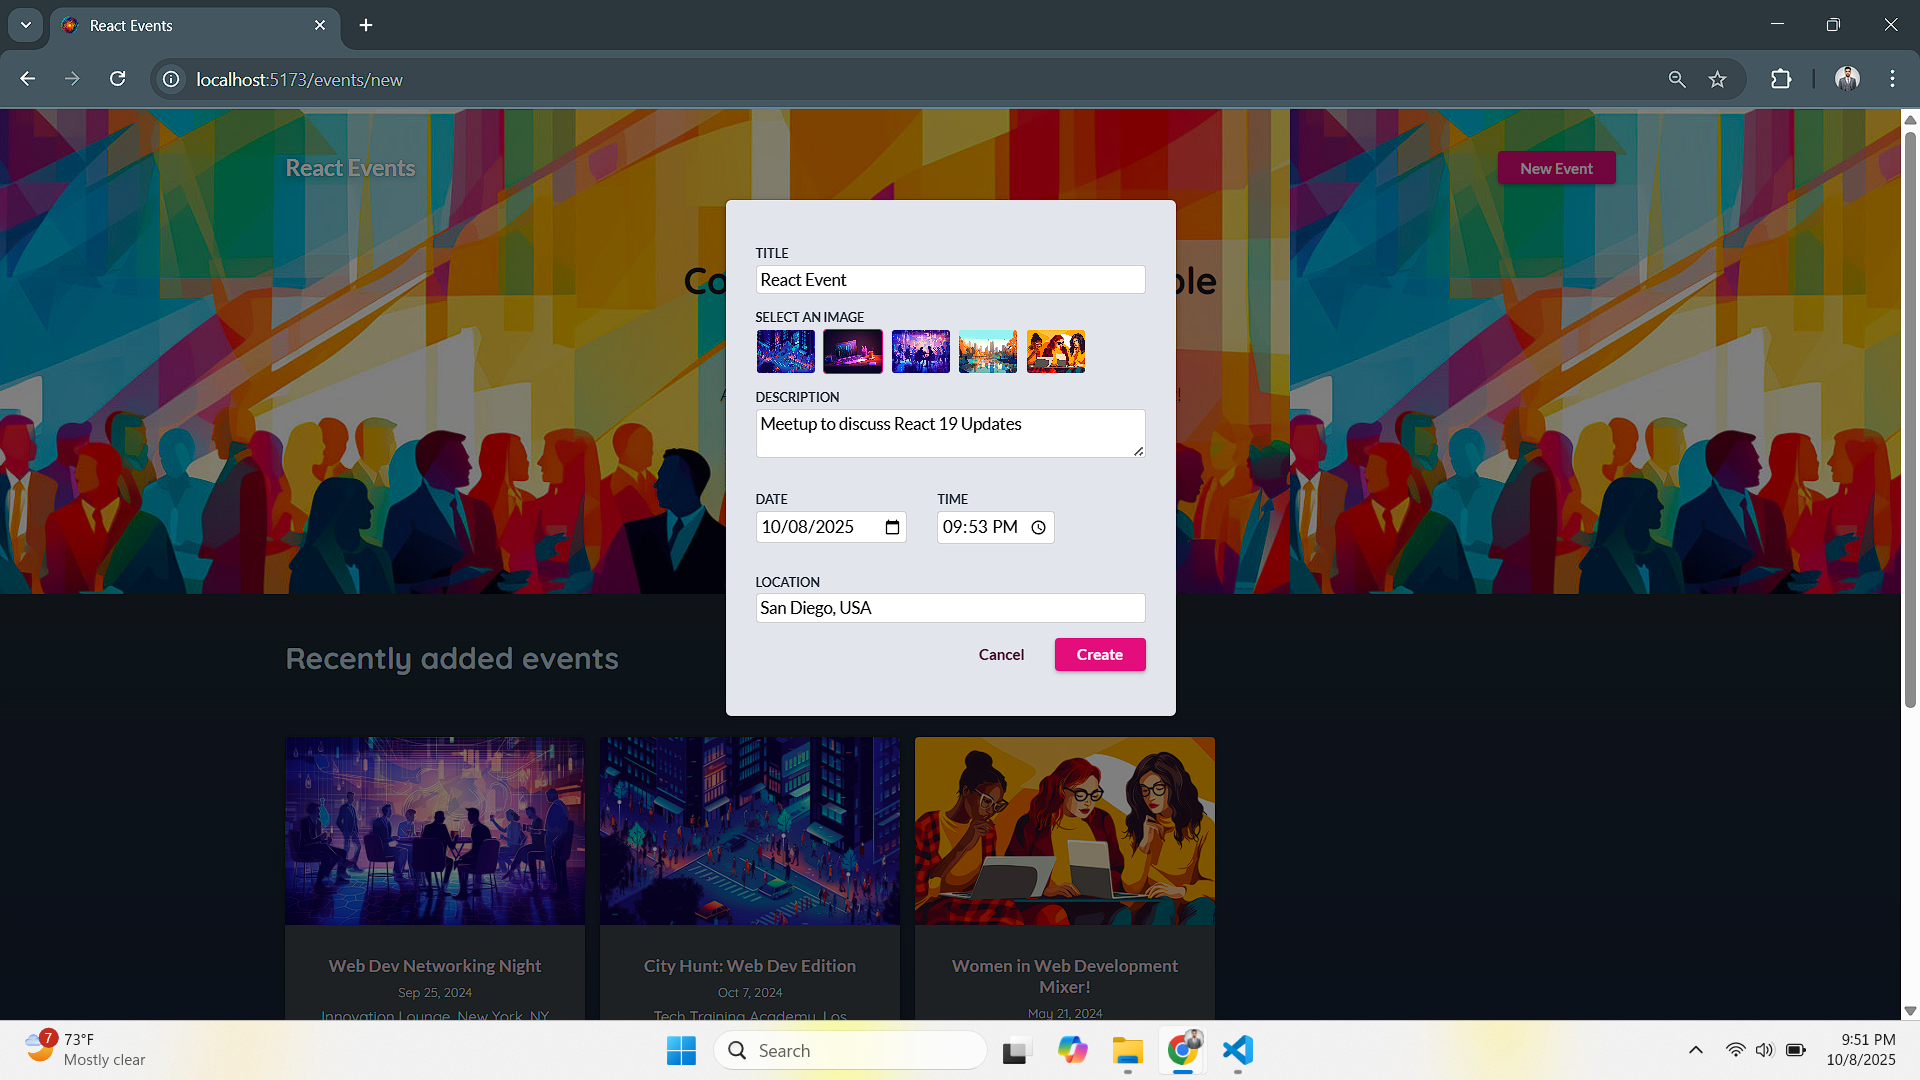 React Events
localhost:5173/events/new
React Events
New Event
Co
ble
TITLE
React Event
SELECT AN IMAGE
DESCRIPTION
Meetup to discuss React 19 Updates
DATE
TIME
10/08/2025
09:53 PM
LOCATION
San Diego, USA
Cancel
Create
Recently added events
Web Dev Networking Night
Sep 25, 2024
Innovation Lounge, New York, NY
City Hunt: Web Dev Edition
Oct 7, 2024
Tech Training Academy, Los
Women in Web Development
Mixer!
May 21, 2024
7
73°F
Mostly clear
Search
9:51 PM
10/8/2025